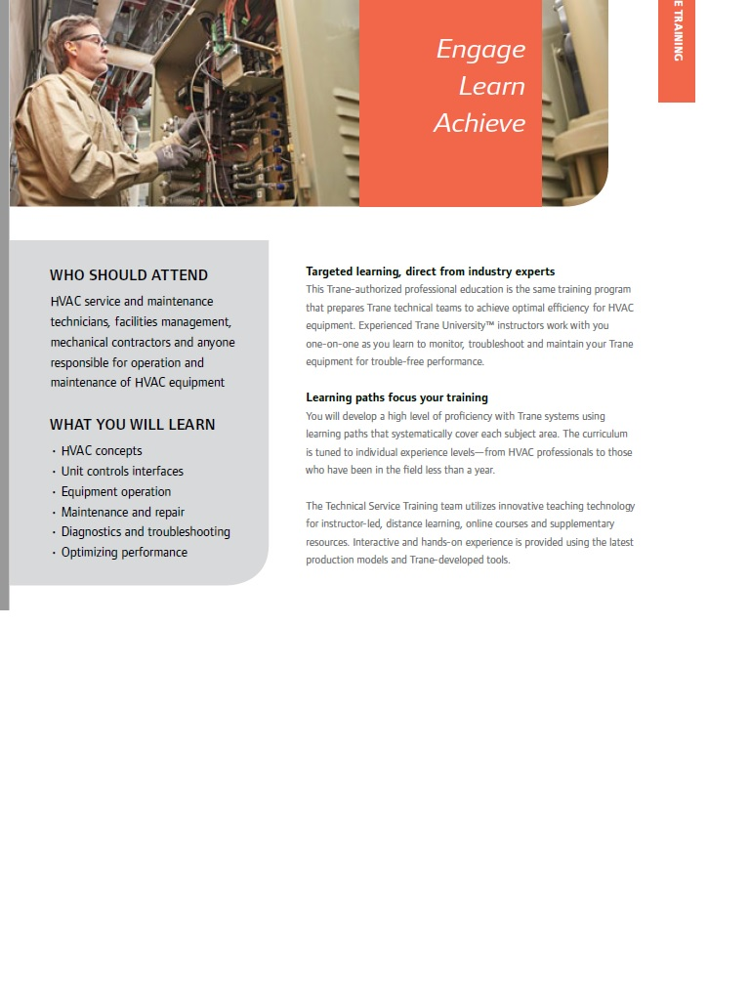 Engage
Learn
Achieve
E TRAINING
WHO SHOULD ATTEND
HVAC service and maintenance
technicians, facilities management,
mechanical contractors and anyone
responsible for operation and
maintenance of HVAC equipment
WHAT YOU WILL LEARN
• HVAC concepts
• Unit controls interfaces
• Equipment operation
• Maintenance and repair
• Diagnostics and troubleshooting
• Optimizing performance
Targeted learning, direct from industry experts
This Trane-authorized professional education is the same training program
that prepares Trane technical teams to achieve optimal efficiency for HVAC
equipment. Experienced Trane University™ instructors work with you
one-on-one as you learn to monitor, troubleshoot and maintain your Trane
equipment for trouble-free performance.
Learning paths focus your training
You will develop a high level of proficiency with Trane systems using
learning paths that systematically cover each subject area. The curriculum
is tuned to individual experience levels—from HVAC professionals to those
who have been in the field less than a year.
The Technical Service Training team utilizes innovative teaching technology
for instructor-led, distance learning, online courses and supplementary
resources. Interactive and hands-on experience is provided using the latest
production models and Trane-developed tools.